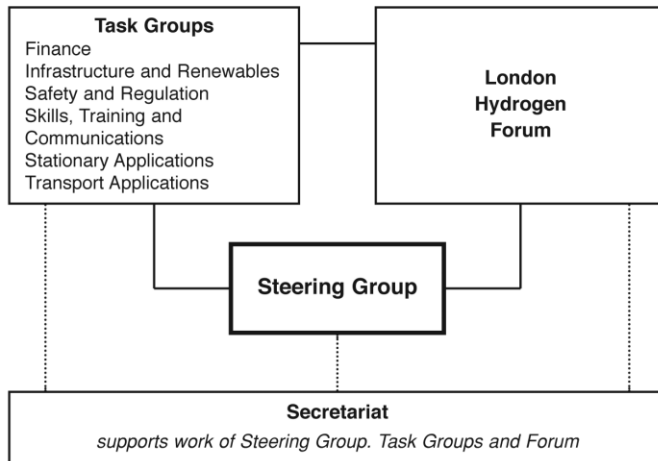 Task Groups
Finance
Infrastructure and Renewables
Safety and Regulation
Skills, Training and
Communications
Stationary Applications
Transport Applications
London
Hydrogen
Forum
Steering Group
Secretariat
supports work of Steering Group. Task Groups and Forum